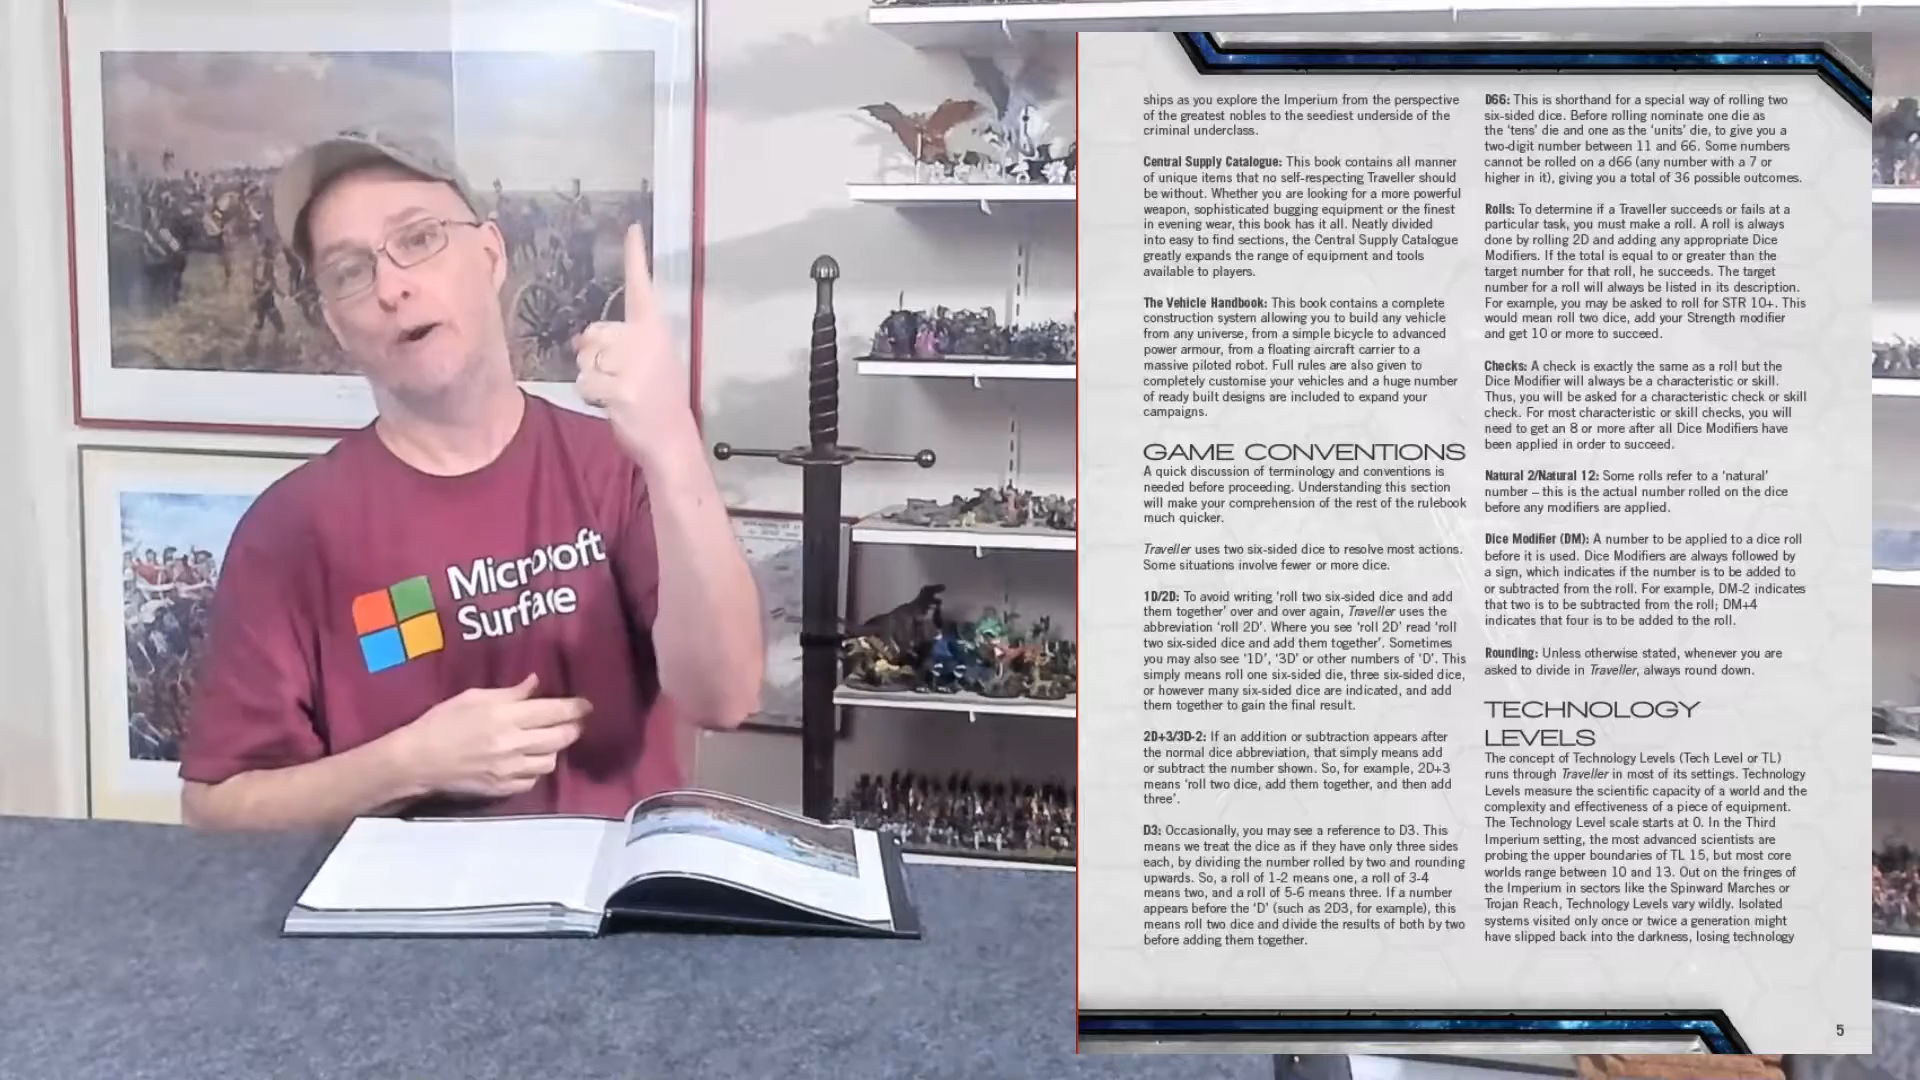 Microsoft
Surface
ships as you explore the Imperium from the perspective
of the greatest nobles to the seediest underside of the
criminal underclass.
Central Supply Catalogue: This book contains all manner
of unique items that no self-respecting Traveller should
be without. Whether you are looking for a more powerful
weapon, sophisticated bugging equipment or the finest
in evening wear, this book has it all. Neatly divided
into easy to find sections, the Central Supply Catalogue
greatly expands the range of equipment and tools
available to players.
The Vehicle Handbook: This book contains a complete
construction system allowing you to build any vehicle
from any universe, from a simple bicycle to advanced
power armour, from a floating aircraft carrier to a
massive piloted robot. Full rules are also given to
completely customise your vehicles and a huge number
of ready built designs are included to expand your
campaigns.
GAME CONVENTIONS
A quick discussion of terminology and conventions is
needed before proceeding. Understanding this section
will make your comprehension of the rest of the rulebook
much quicker.
Traveller uses two six-sided dice to resolve most actions.
Some situations involve fewer or more dice.
1D/2D: To avoid writing ‘roll two six-sided dice and add
them together’ over and over again, Traveller uses the
abbreviation ‘roll 2D’. Where you see ‘roll 2D’ read ‘roll
two six-sided dice and add them together’. Sometimes
you may also see ‘1D’, ‘3D’ or other numbers of ‘D’. This
simply means roll one six-sided die, three six-sided dice,
or however many six-sided dice are indicated, and add
them together to gain the final result.
2D+3/3D-2: If an addition or subtraction appears after
the normal dice abbreviation, that simply means add
or subtract the number shown. So, for example, 2D+3
means ‘roll two dice, add them together, and then add
three’.
D3: Occasionally, you may see a reference to D3. This
means we treat the dice as if they have only three sides
each, by dividing the number rolled by two and rounding
upwards. So, a roll of 1-2 means one, a roll of 3-4
means two, and a roll of 5-6 means three. If a number
appears before the ‘D’ (such as 2D3, for example), this
means roll two dice and divide the results of both by two
before adding them together.
D66: This is shorthand for a special way of rolling two
six-sided dice. Before rolling nominate one die as
the ‘tens’ die and one as the ‘units’ die, to give you a
two-digit number between 11 and 66. Some numbers
cannot be rolled on a d66 (any number with a 7 or
higher in it), giving you a total of 36 possible outcomes.
Rolls: To determine if a Traveller succeeds or fails at a
particular task, you must make a roll. A roll is always
done by rolling 2D and adding any appropriate Dice
Modifiers. If the total is equal to or greater than the
target number for that roll, he succeeds. The target
number for a roll will always be listed in its description.
For example, you may be asked to roll for STR 10+. This
would mean roll two dice, add your Strength modifier
and get 10 or more to succeed.
Checks: A check is exactly the same as a roll but the
Dice Modifier will always be a characteristic or skill.
Thus, you will be asked for a characteristic check or skill
check. For most characteristic or skill checks, you will
need to get an 8 or more after all Dice Modifiers have
been applied in order to succeed.
Natural 2/Natural 12: Some rolls refer to a ‘natural’
number – this is the actual number rolled on the dice
before any modifiers are applied.
Dice Modifier (DM): A number to be applied to a dice roll
before it is used. Dice Modifiers are always followed by
a sign, which indicates if the number is to be added to
or subtracted from the roll. For example, DM-2 indicates
that two is to be subtracted from the roll; DM+4
indicates that four is to be added to the roll.
Rounding: Unless otherwise stated, whenever you are
asked to divide in Traveller, always round down.
TECHNOLOGY
LEVELS
The concept of Technology Levels (Tech Level or TL)
runs through Traveller in most of its settings. Technology
Levels measure the scientific capacity of a world and the
complexity and effectiveness of a piece of equipment.
The Technology Level scale starts at 0. In the Third
Imperium setting, the most advanced scientists are
probing the upper boundaries of TL 15, but most core
worlds range between 10 and 13. Out on the fringes of
the Imperium in sectors like the Spinward Marches or
Trojan Reach, Technology Levels vary wildly. Isolated
systems visited only once or twice a generation might
have slipped back into the darkness, losing technology
5